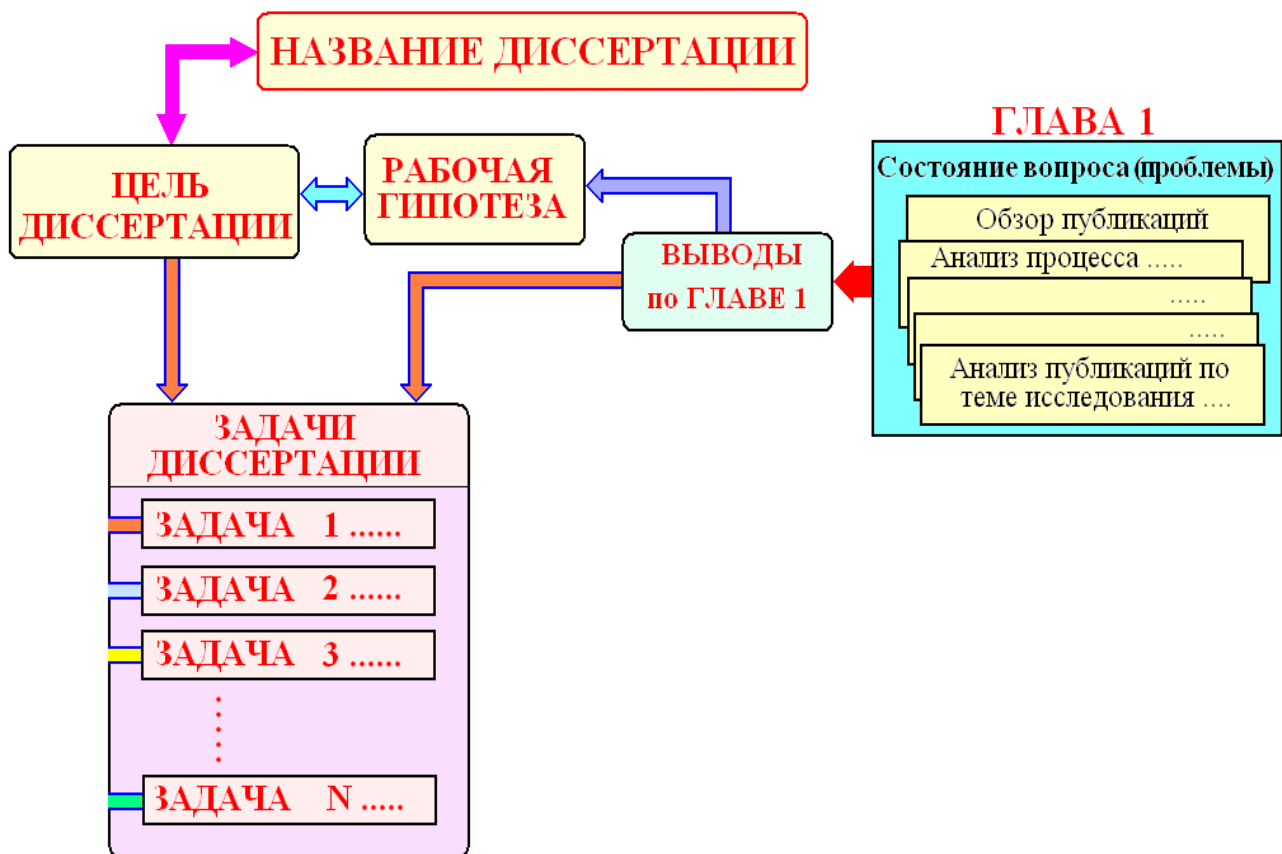 НАЗВАНИЕ ДИССЕРТАЦИИ
ЦЕЛЬ
ДИССЕРТАЦИИ
РАБОЧАЯ
ГИПОТЕЗА
ГЛАВА 1
Состояние вопроса (проблемы)
Обзор публикаций
Анализ процесса .....
.....
.....
Анализ публикаций по
теме исследования ....
ВЫВОДЫ
по ГЛАВЕ 1
ЗАДАЧИ
ДИССЕРТАЦИИ
ЗАДАЧА 1 ......
ЗАДАЧА 2 ......
ЗАДАЧА 3 ......
ЗАДАЧА N .....